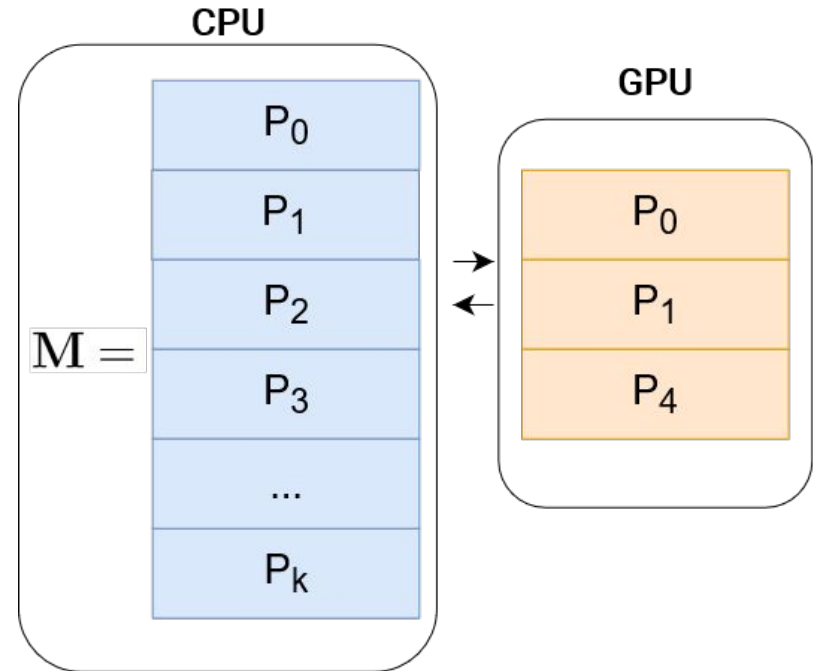 CPU
P₀
P₁
M =
P₂
P₃
...
Pₖ
GPU
P₀
P₁
P₄